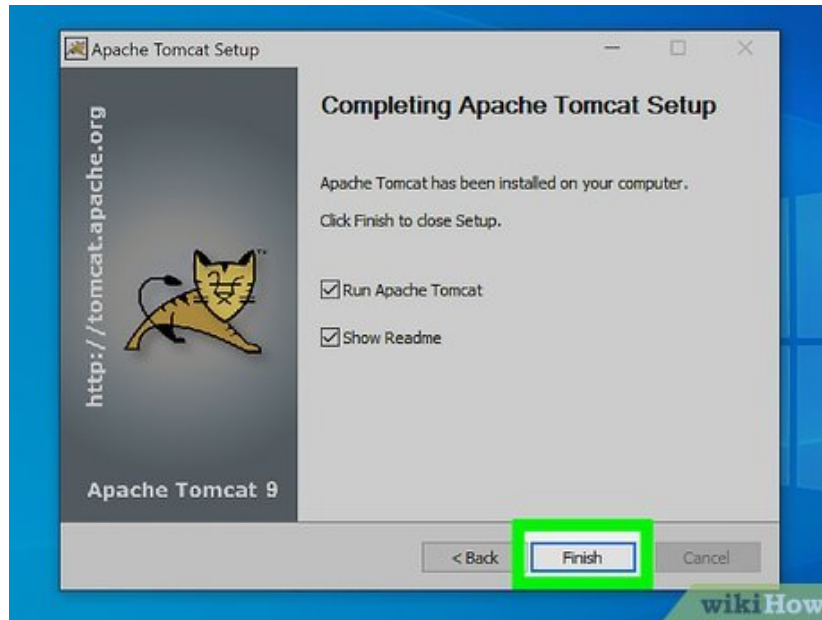 Apache Tomcat Setup
http://tomcat.apache.org
Apache Tomcat 9
Completing Apache Tomcat Setup
Apache Tomcat has been installed on your computer.
Click Finish to close Setup.
Run Apache Tomcat
Show Readme
< Back
Finish
Cancel
wikiHow